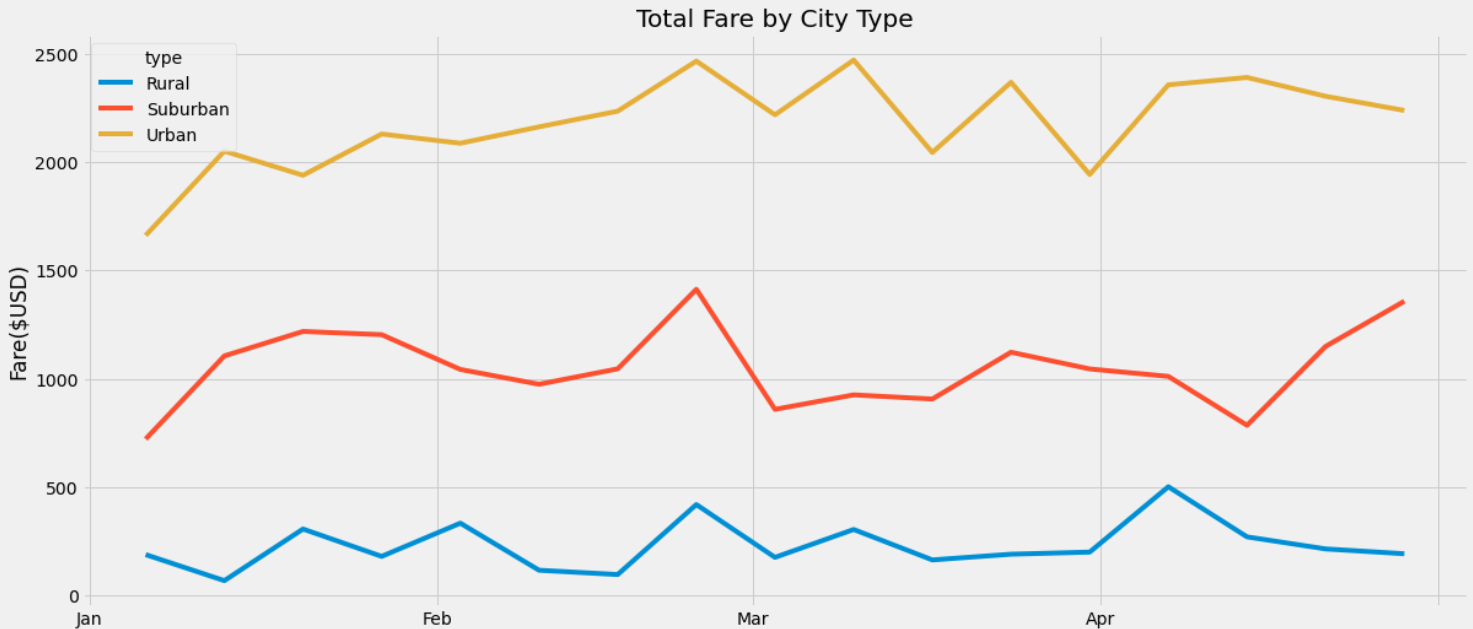 Total Fare by City Type
type
Rural
Suburban
Urban
Fare($USD)
2500
2000
1500
1000
500
0
Jan
Feb
Mar
Apr